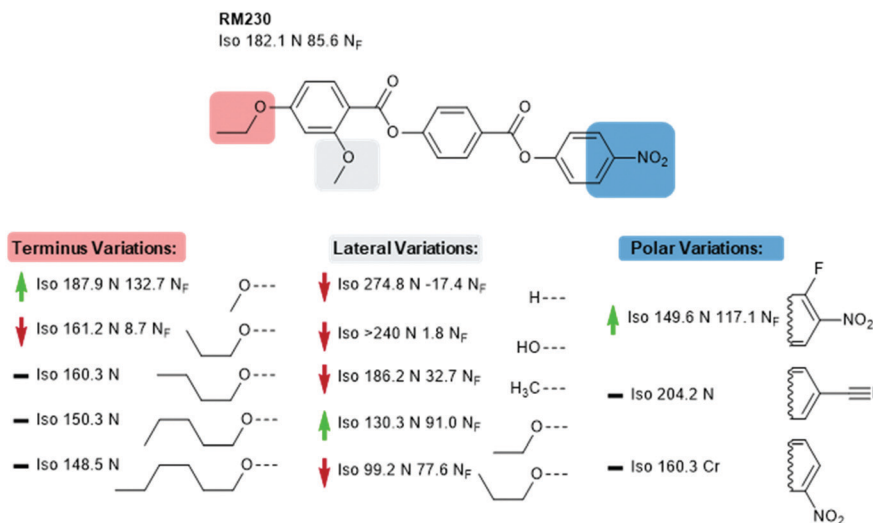 RM230
Iso 182.1 N 85.6 NF
O
O
O
O
O
O
NO2
Terminus Variations:
Iso 187.9 N 132.7 NF
O
Iso 161.2 N 8.7 NF
O
Iso 160.3 N
O
Iso 150.3 N
O
Iso 148.5 N
O
Lateral Variations:
Iso 274.8 N -17.4 NF
H
Iso >240 N 1.8 NF
HO
Iso 186.2 N 32.7 NF
H3C
Iso 130.3 N 91.0 NF
O
Iso 99.2 N 77.6 NF
O
Polar Variations:
F
Iso 149.6 N 117.1 NF
NO2
Iso 204.2 N
Iso 160.3 Cr
NO2